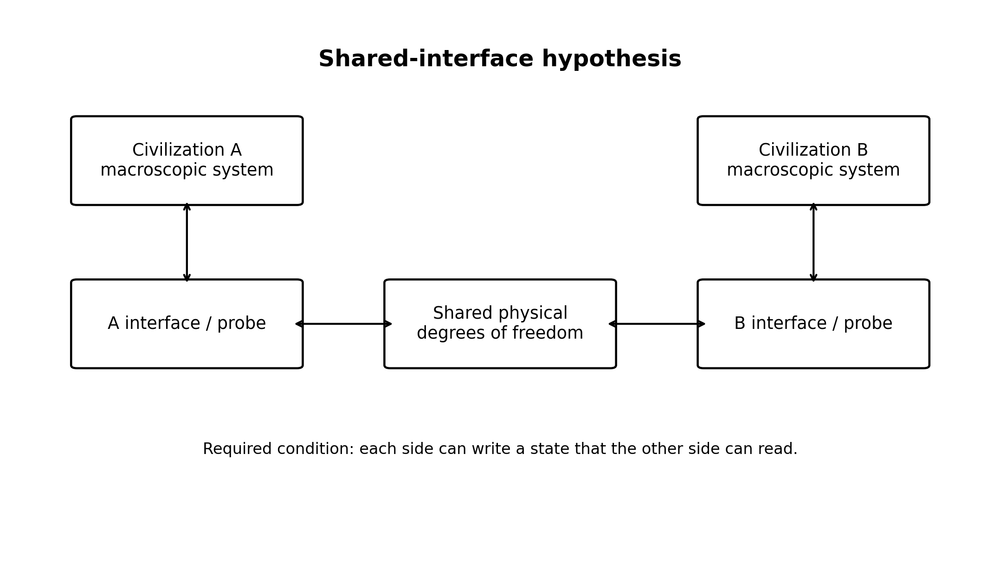 Shared-interface hypothesis
Civilization A
macroscopic system
Civilization B
macroscopic system
A interface / probe
Shared physical
degrees of freedom
B interface / probe
Required condition: each side can write a state that the other side can read.